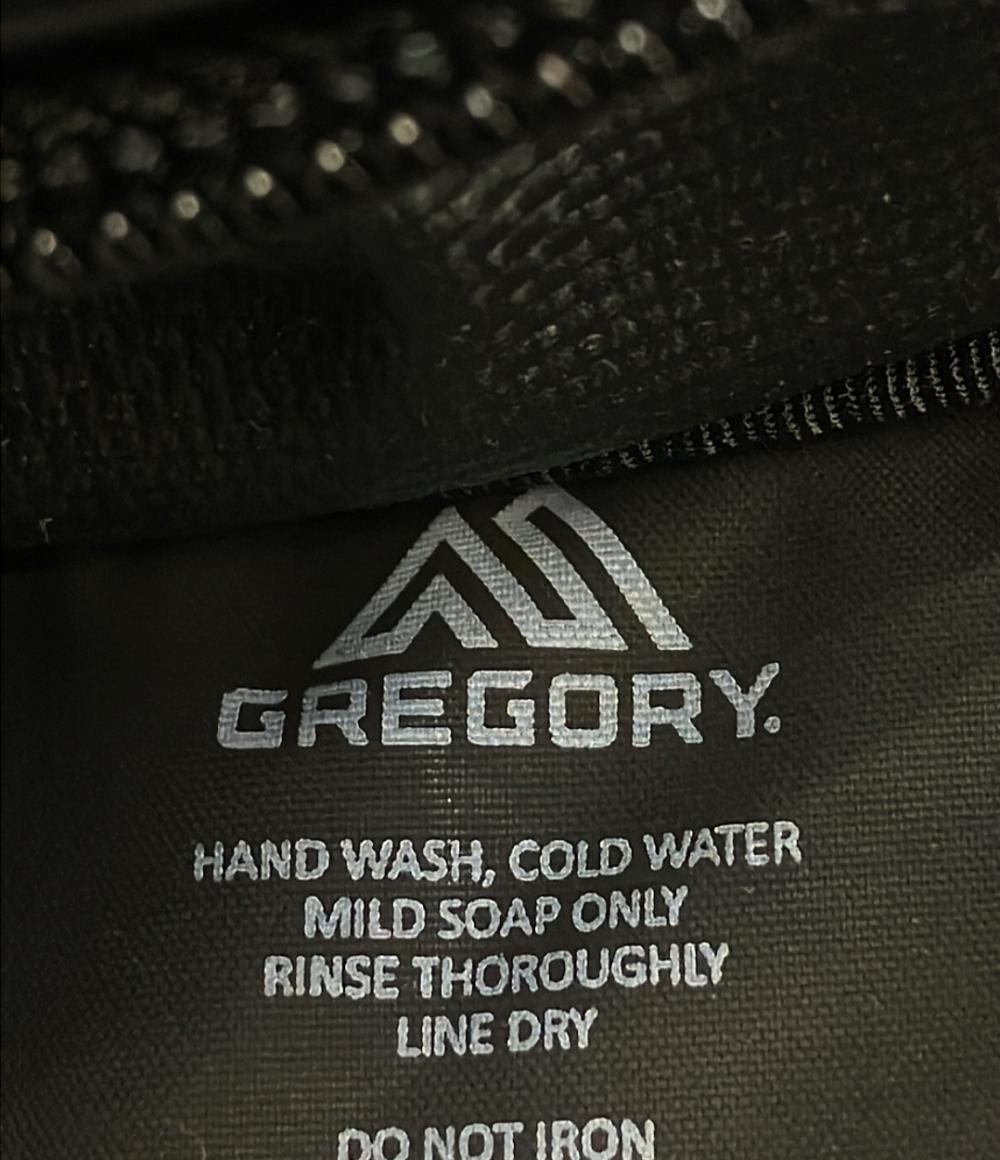 GREGORY.
HAND WASH, COLD WATER
MILD SOAP ONLY
RINSE THOROUGHLY
LINE DRY
DO NOT IRON